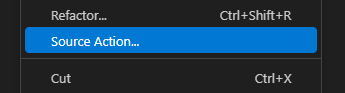 Refactor... Ctrl+Shift+R
Source Action...
Cut Ctrl+X